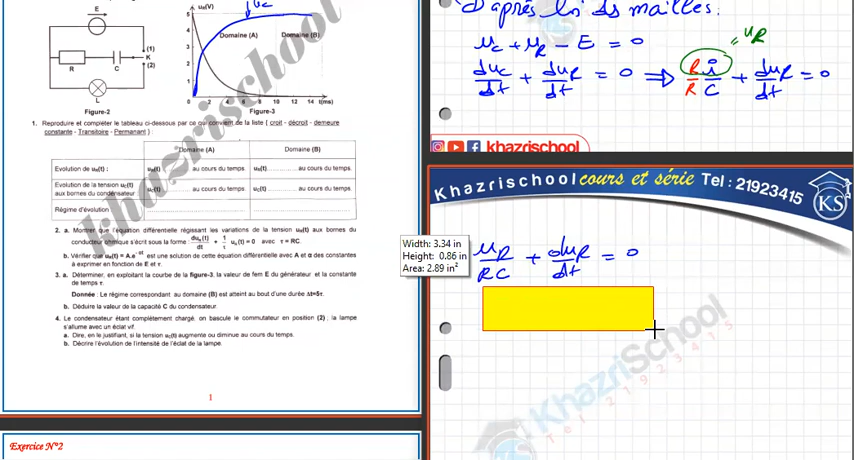 E
R
C
K
(1)
(2)
L
Figure-2
uR(V)
uc
5
4
3
2
1
0
2 4 6 8 10 12 14 t(ms)
Domaine (A)
Domaine (B)
Figure-3
khazrischool
1. Reproduire et compléter le tableau ci-dessous par ce qui convient de la liste ( croît - décroît - demeure
constante - Transitoire - Permanant ) :
Domaine (A) Domaine (B)
Evolution de uR(t) : uR(t) au cours du temps. uR(t)............... au cours du temps.
Evolution de la tension uC(t) aux bornes du condensateur uC(t) au cours du temps. uC(t)............... au cours du temps.
Régime d'évolution
2. a. Montrer que l'équation différentielle régissant les variations de la tension uR(t) aux bornes du
conducteur ohmique s'écrit sous la forme duR(t)/dt + 1/τ uR(t) = 0 avec τ = RC.
b. Vérifier que uR(t) = A.e^-αt est une solution de cette équation différentielle avec A et α des constantes
à exprimer en fonction de E et τ.
3. a. Déterminer, en exploitant la courbe de la figure-3, la valeur de fem E du générateur et la constante
de temps τ.
Donnée : Le régime correspondant au domaine (B) est atteint au bout d'une durée Δt=5τ.
b. Déduire la valeur de la capacité C du condensateur.
4. Le condensateur étant complètement chargé, on bascule le commutateur en position (2) ; la lampe
s'allume avec un éclat vif.
a. Dire, en le justifiant, si la tension uC(t) augmente ou diminue au cours du temps.
b. Décrire l'évolution de l'intensité de l'éclat de la lampe.
1
Exercice N°2
D'après loi des mailles:
uC + uR - E = 0
= uR
duC/dt + duR/dt = 0 ⟹ R/R i/C + duR/dt = 0
khazrischool
Khazrischool cours et série Tel : 21923415
KS
Width: 3.34 in
Height: 0.86 in
Area: 2.89 in²
uR/RC + duR/dt = 0
KhazriSchool
Tel 21923415